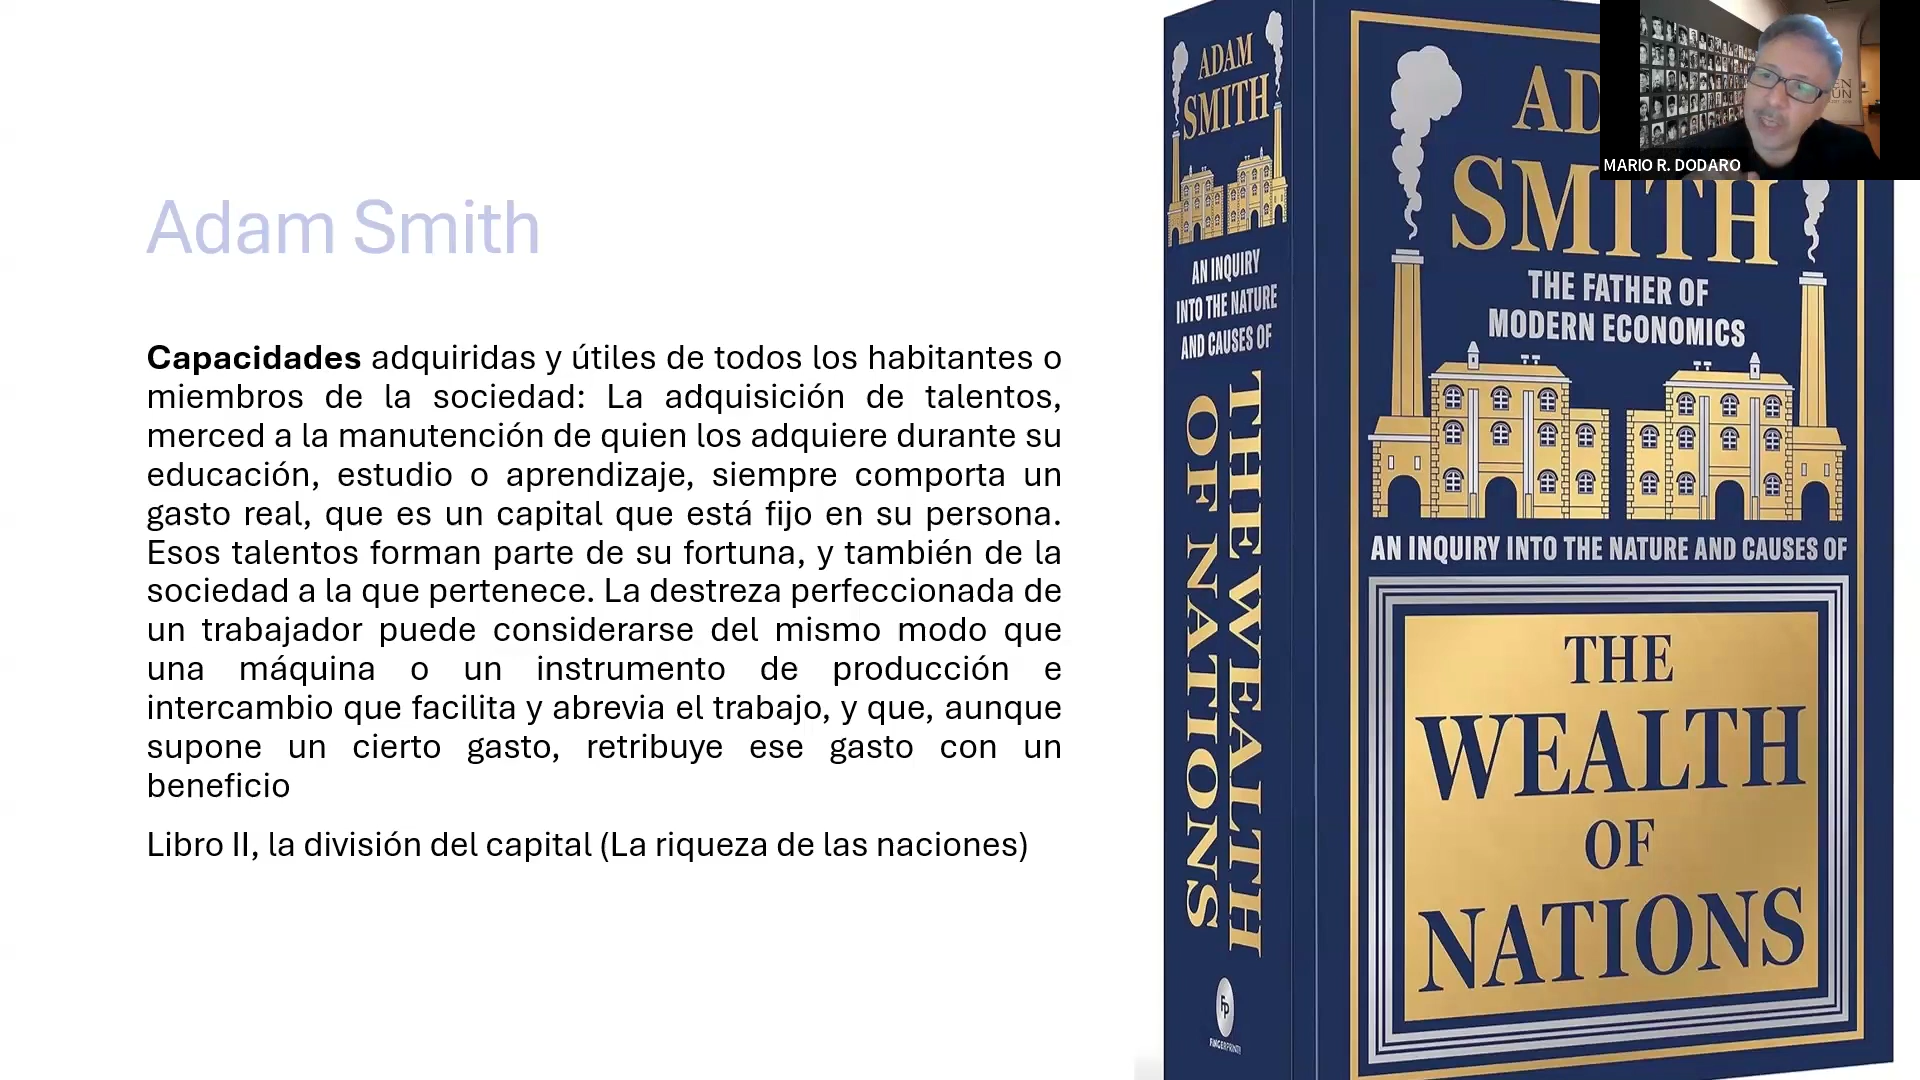 Adam Smith
Capacidades adquiridas y útiles de todos los habitantes o
miembros de la sociedad: La adquisición de talentos,
merced a la manutención de quien los adquiere durante su
educación, estudio o aprendizaje, siempre comporta un
gasto real, que es un capital que está fijo en su persona.
Esos talentos forman parte de su fortuna, y también de la
sociedad a la que pertenece. La destreza perfeccionada de
un trabajador puede considerarse del mismo modo que
una máquina o un instrumento de producción e
intercambio que facilita y abrevia el trabajo, y que, aunque
supone un cierto gasto, retribuye ese gasto con un
beneficio
Libro II, la división del capital (La riqueza de las naciones)
ADAM
SMITH
AN INQUIRY
INTO THE NATURE
AND CAUSES OF
THE WEALTH
OF NATIONS
FP
FINGERPRINT!
AD
SMITH
THE FATHER OF
MODERN ECONOMICS
AN INQUIRY INTO THE NATURE AND CAUSES OF
THE
WEALTH
OF
NATIONS
MARIO R. DODARO